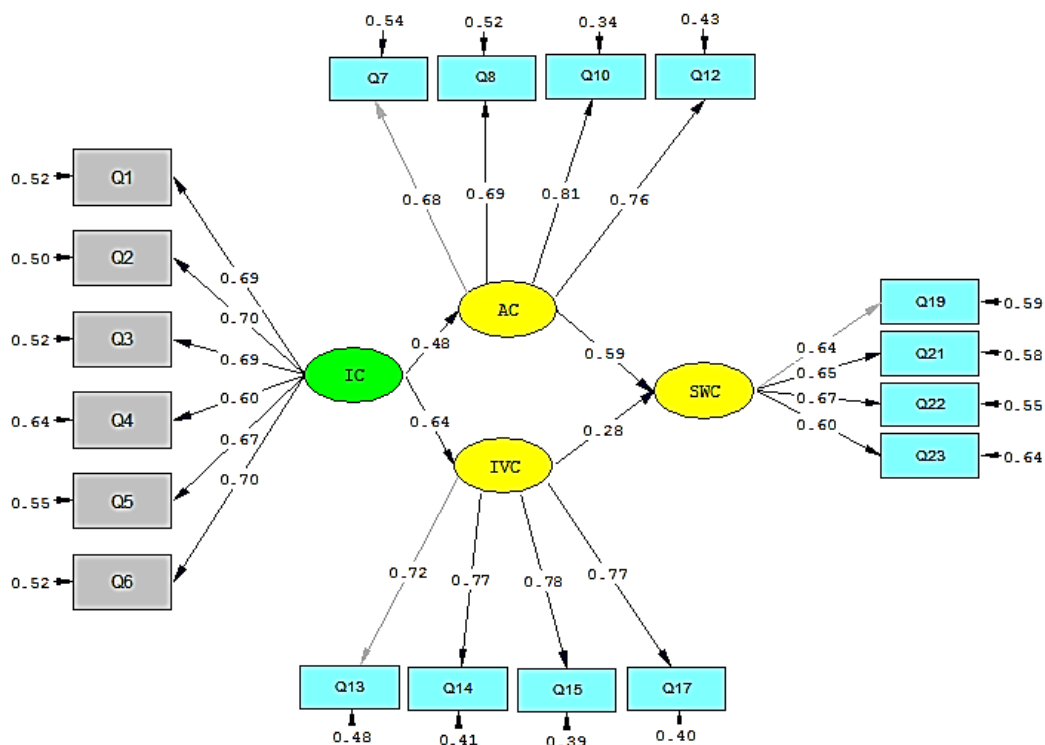 0.54 0.52 0.34 0.43
Q7 Q8 Q10 Q12
0.52 Q1
0.50 Q2
0.52 Q3
0.64 Q4
0.55 Q5
0.52 Q6
0.69
0.70
0.69
0.60
0.67
0.70
0.68 0.69 0.81 0.76
IC
0.48
0.64
AC
IVC
0.59
0.28
SWC
0.64
0.65
0.67
0.60
Q19 0.59
Q21 0.58
Q22 0.55
Q23 0.64
0.72 0.77 0.78 0.77
Q13 Q14 Q15 Q17
0.48 0.41 0.39 0.40